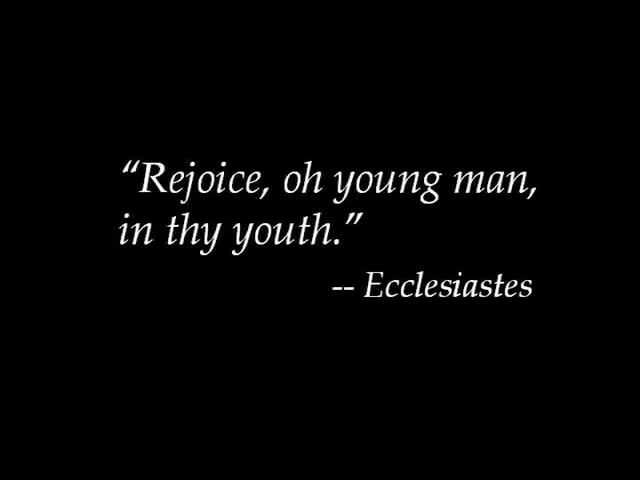 “Rejoice, oh young man,
in thy youth.”
-- Ecclesiastes